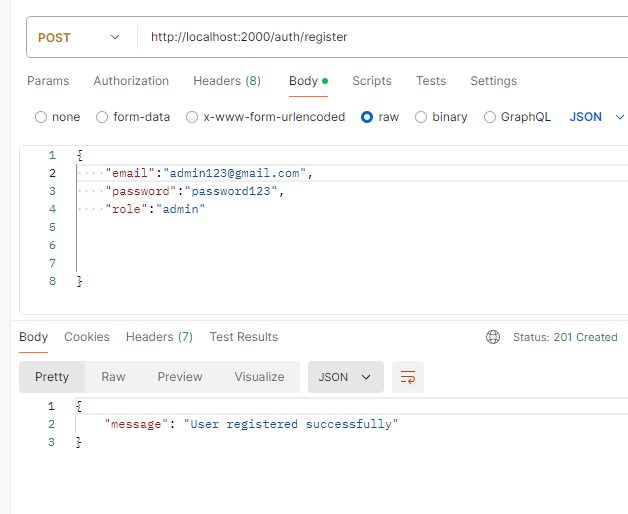 POST http://localhost:2000/auth/register
Params Authorization Headers (8) Body Scripts Tests Settings
none form-data x-www-form-urlencoded raw binary GraphQL JSON
1 {
2 "email":"admin123@gmail.com",
3 "password":"password123",
4 "role":"admin"
5
6
7
8 }
Body Cookies Headers (7) Test Results Status: 201 Created
Pretty Raw Preview Visualize JSON
1 {
2 "message": "User registered successfully"
3 }